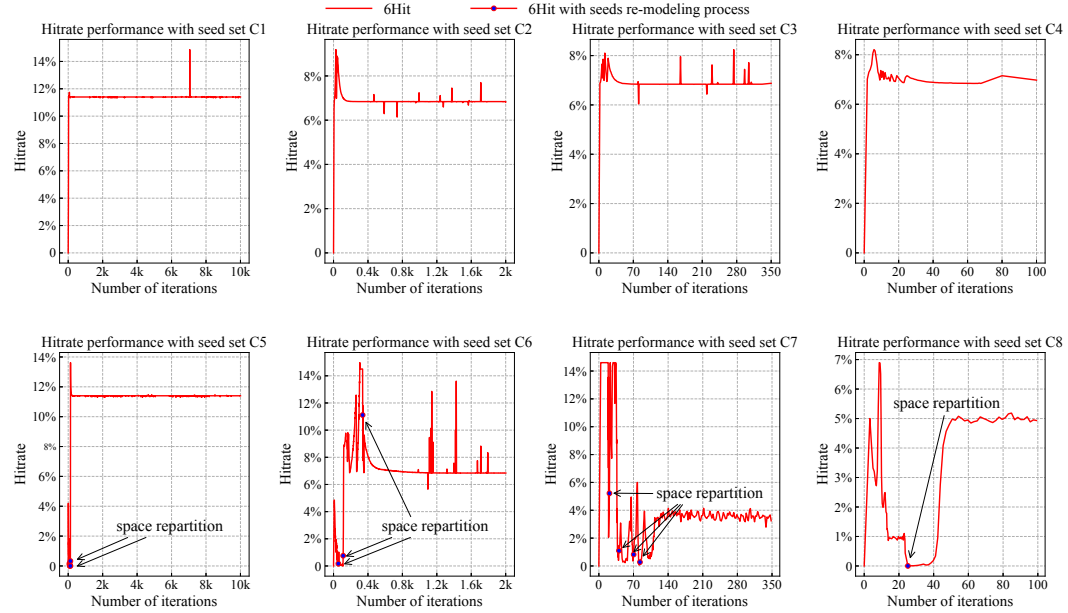 6Hit 6Hit with seeds re-modeling process
Hitrate performance with seed set C1
14%
12%
10%
8%
6%
4%
2%
0
Hitrate
0 2k 4k 6k 8k 10k
Number of iterations
Hitrate performance with seed set C2
8%
6%
4%
2%
0
Hitrate
0 0.4k 0.8k 1.2k 1.6k 2k
Number of iterations
Hitrate performance with seed set C3
8%
6%
4%
2%
0
Hitrate
0 70 140 210 280 350
Number of iterations
Hitrate performance with seed set C4
8%
6%
4%
2%
0
Hitrate
0 20 40 60 80 100
Number of iterations
Hitrate performance with seed set C5
14%
12%
10%
8%
6%
4%
2%
0
Hitrate
space repartition
0 2k 4k 6k 8k 10k
Number of iterations
Hitrate performance with seed set C6
14%
12%
10%
8%
6%
4%
2%
0
Hitrate
space repartition
0 0.4k 0.8k 1.2k 1.6k 2k
Number of iterations
Hitrate performance with seed set C7
14%
12%
10%
8%
6%
4%
2%
0
Hitrate
space repartition
0 70 140 210 280 350
Number of iterations
Hitrate performance with seed set C8
7%
6%
5%
4%
3%
2%
1%
0
Hitrate
space repartition
0 20 40 60 80 100
Number of iterations